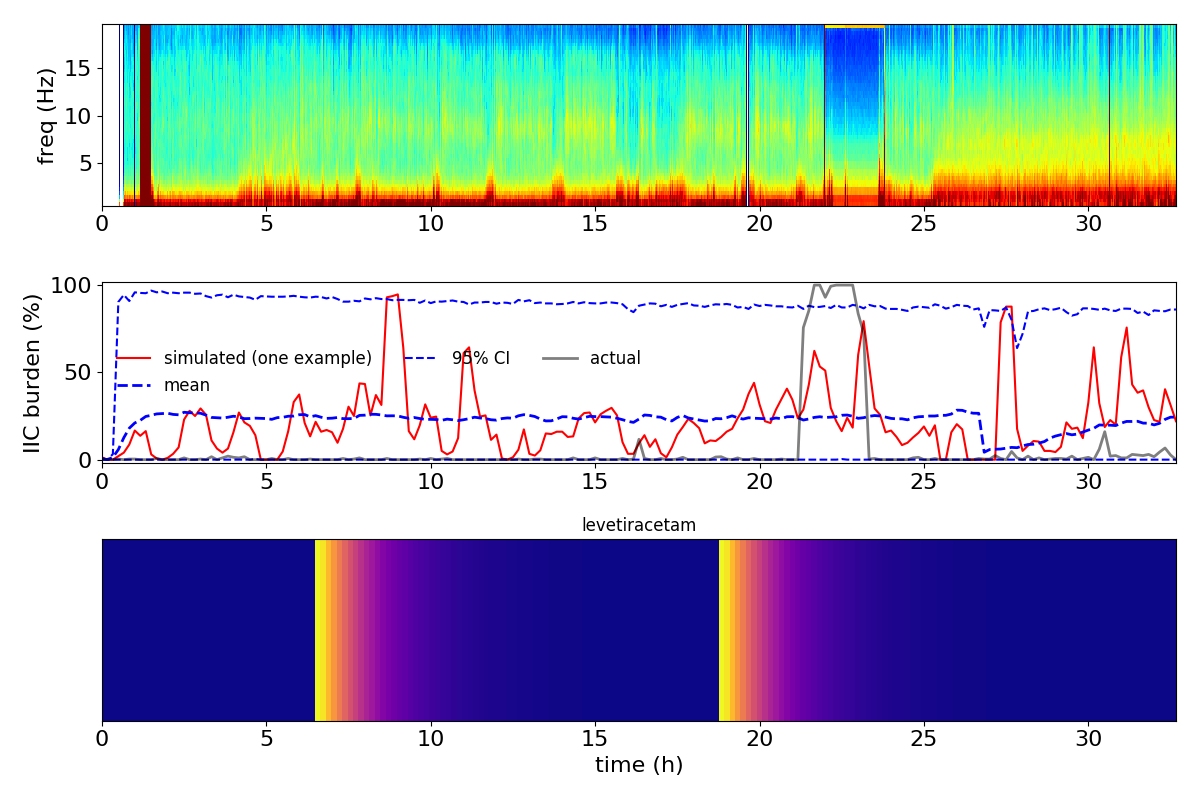 freq (Hz)
15
10
5
0 5 10 15 20 25 30
IIC burden (%)
100
50
0
simulated (one example) 95% CI actual
mean
0 5 10 15 20 25 30
levetiracetam
0 5 10 15 20 25 30
time (h)